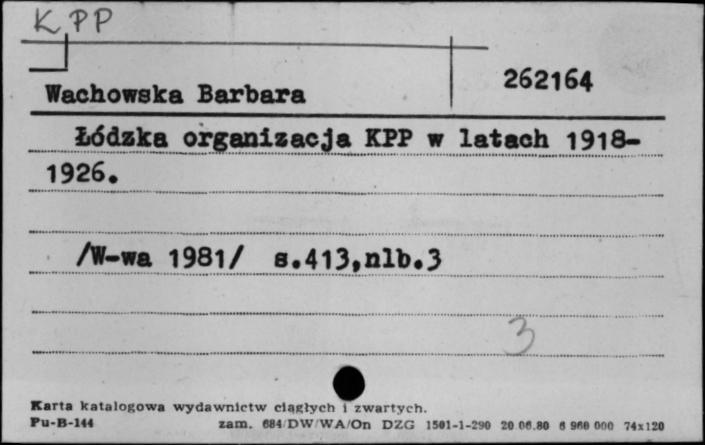 KPP
Wachowska Barbara 262164
Łódzka organizacja KPP w latach 1918-
1926.
/W-wa 1981/ s.413,nlb.3
3
Karta katalogowa wydawnictw ciągłych i zwartych.
Pu-B-144 zam. 684/DW/WA/On DZG 1501-1-290 20.06.80 6 960 000 74x120